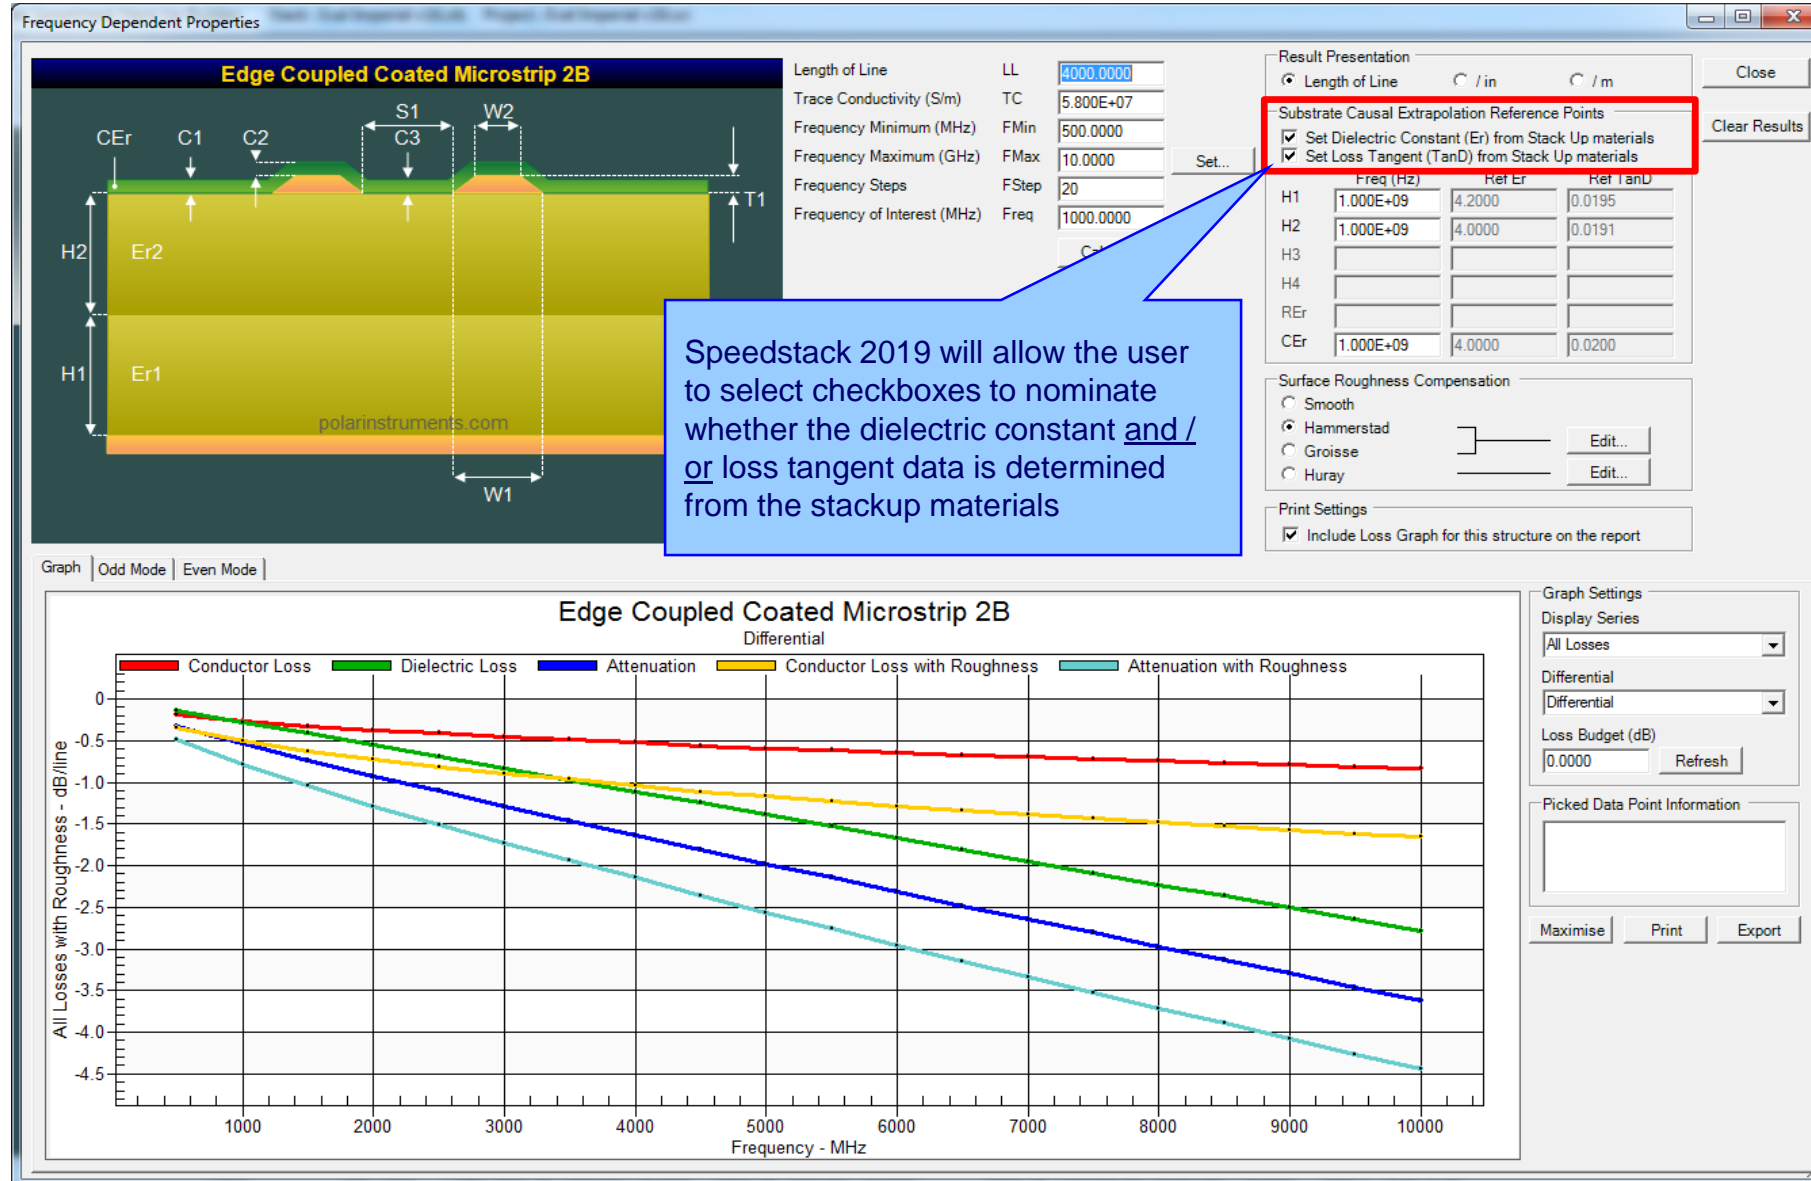 Frequency Dependent Properties
Edge Coupled Coated Microstrip 2B
S1
W2
CEr
C1
C2
C3
T1
H2
Er2
H1
Er1
polarinstruments.com
W1
Length of Line LL 4000.0000
Trace Conductivity (S/m) TC 5.800E+07
Frequency Minimum (MHz) FMin 500.0000
Frequency Maximum (GHz) FMax 10.0000 Set...
Frequency Steps FStep 20
Frequency of Interest (MHz) Freq 1000.0000
Result Presentation
Length of Line / in / m
Close
Clear Results
Substrate Causal Extrapolation Reference Points
Set Dielectric Constant (Er) from Stack Up materials
Set Loss Tangent (TanD) from Stack Up materials
Freq (Hz) Ref Er Ref TanD
H1 1.000E+09 4.2000 0.0195
H2 1.000E+09 4.0000 0.0191
H3
H4
REr
CEr 1.000E+09 4.0000 0.0200
Speedstack 2019 will allow the user
to select checkboxes to nominate
whether the dielectric constant and /
or loss tangent data is determined
from the stackup materials
Surface Roughness Compensation
Smooth
Hammerstad
Groisse
Huray
Edit...
Edit...
Print Settings
Include Loss Graph for this structure on the report
Graph Odd Mode Even Mode
Edge Coupled Coated Microstrip 2B
Differential
Conductor Loss Dielectric Loss Attenuation Conductor Loss with Roughness Attenuation with Roughness
All Losses with Roughness - dB/line
0
-0.5
-1.0
-1.5
-2.0
-2.5
-3.0
-3.5
-4.0
-4.5
1000 2000 3000 4000 5000 6000 7000 8000 9000 10000
Frequency - MHz
Graph Settings
Display Series
All Losses
Differential
Differential
Loss Budget (dB)
0.0000 Refresh
Picked Data Point Information
Maximise Print Export